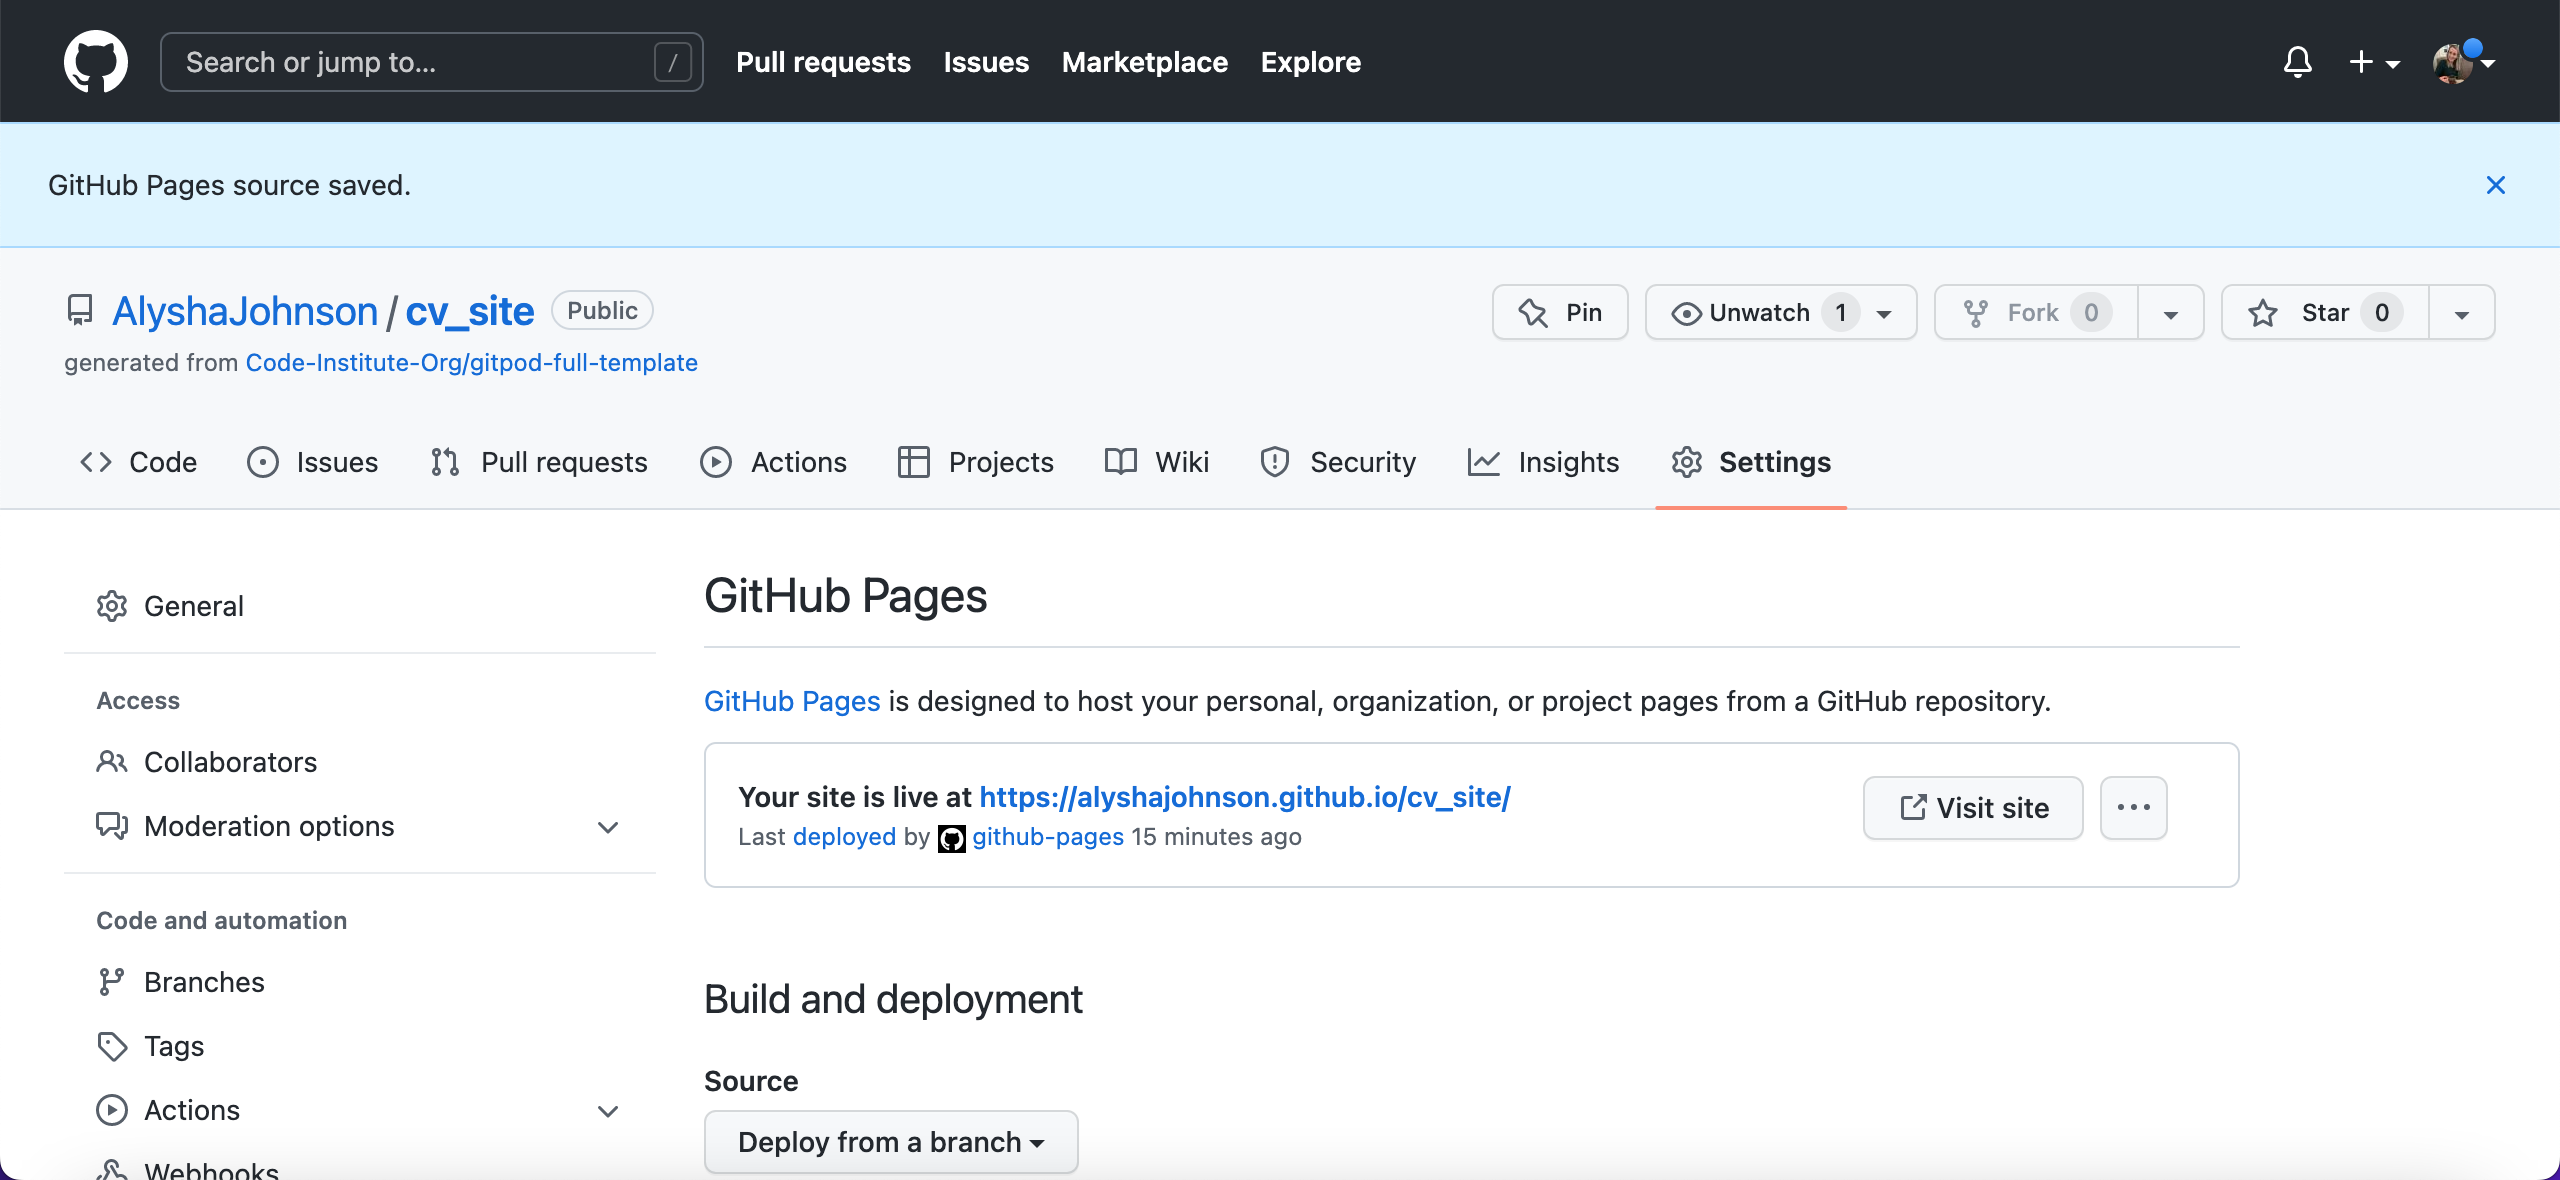 Search or jump to... /
Pull requests Issues Marketplace Explore
GitHub Pages source saved.
AlyshaJohnson / cv_site Public
generated from Code-Institute-Org/gitpod-full-template
Pin Unwatch 1 Fork 0 Star 0
Code Issues Pull requests Actions Projects Wiki Security Insights Settings
General
Access
Collaborators
Moderation options
Code and automation
Branches
Tags
Actions
Webhooks
GitHub Pages
GitHub Pages is designed to host your personal, organization, or project pages from a GitHub repository.
Your site is live at https://alyshajohnson.github.io/cv_site/
Last deployed by github-pages 15 minutes ago
Visit site
Build and deployment
Source
Deploy from a branch